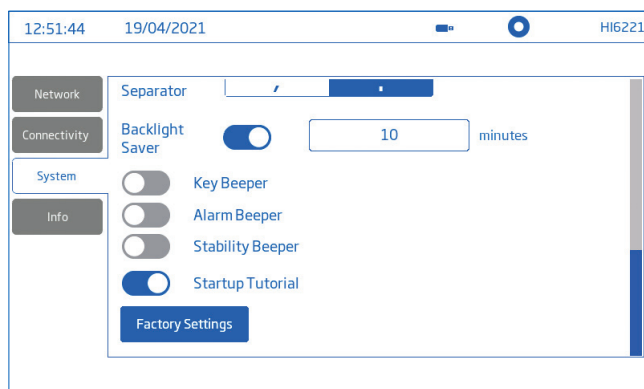 12:51:44 19/04/2021 HI6221
Network
Separator , .
Connectivity
Backlight
Saver
10 minutes
System
Key Beeper
Info
Alarm Beeper
Stability Beeper
Startup Tutorial
Factory Settings